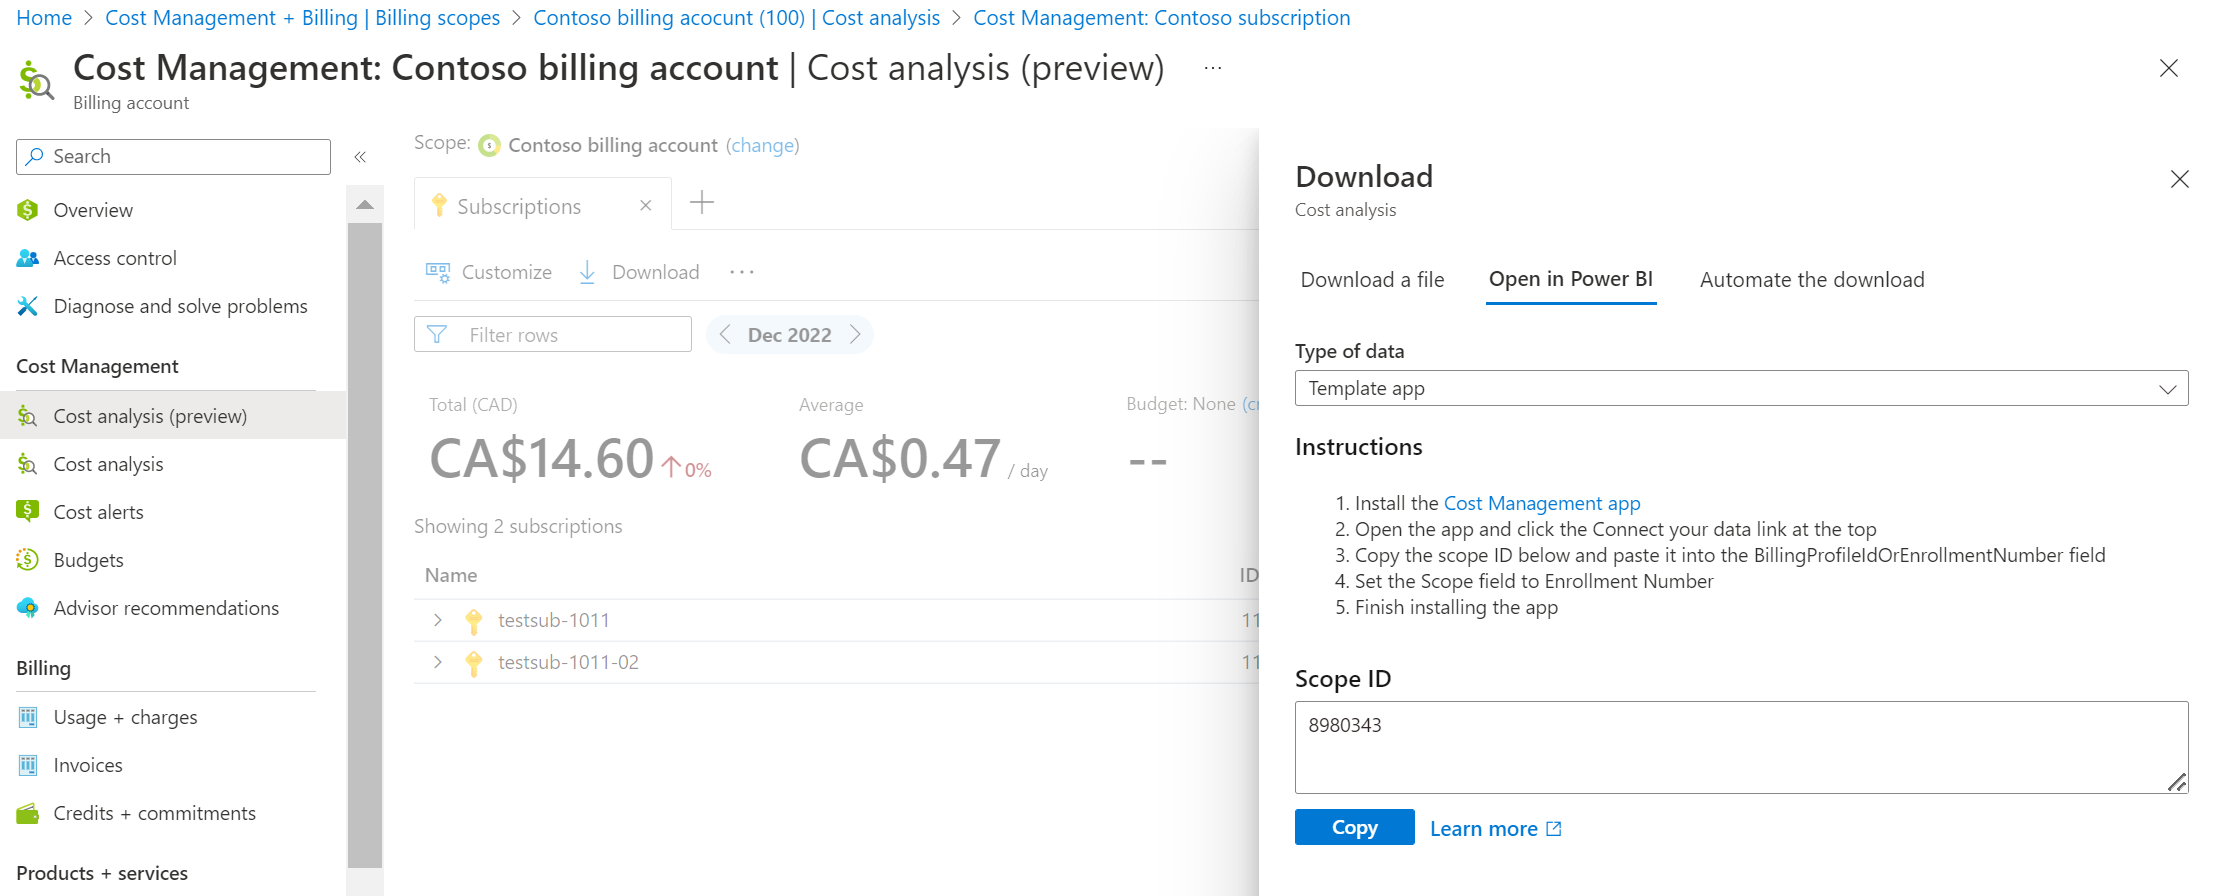 Home > Cost Management + Billing | Billing scopes > Contoso billing acocunt (100) | Cost analysis > Cost Management: Contoso subscription
Cost Management: Contoso billing account | Cost analysis (preview) ···
Billing account
Search
«
Overview
Access control
Diagnose and solve problems
Cost Management
Cost analysis (preview)
Cost analysis
Cost alerts
Budgets
Advisor recommendations
Billing
Usage + charges
Invoices
Credits + commitments
Products + services
Scope: Contoso billing account (change)
Subscriptions
Customize Download ···
Filter rows
Dec 2022
Total (CAD)
CA$14.60 ↑0%
Average
CA$0.47 / day
Budget: None
--
Showing 2 subscriptions
Name ID
testsub-1011 11
testsub-1011-02 11
Download
Cost analysis
Download a file Open in Power BI Automate the download
Type of data
Template app
Instructions
1. Install the Cost Management app
2. Open the app and click the Connect your data link at the top
3. Copy the scope ID below and paste it into the BillingProfileIdOrEnrollmentNumber field
4. Set the Scope field to Enrollment Number
5. Finish installing the app
Scope ID
8980343
Copy Learn more